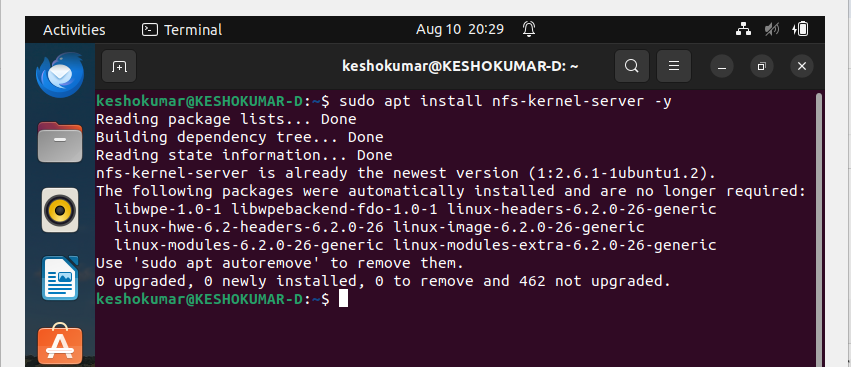 Activities
Terminal
Aug 10 20:29
keshokumar@KESHOKUMAR-D: ~
keshokumar@KESHOKUMAR-D:~$ sudo apt install nfs-kernel-server -y
Reading package lists... Done
Building dependency tree... Done
Reading state information... Done
nfs-kernel-server is already the newest version (1:2.6.1-1ubuntu1.2).
The following packages were automatically installed and are no longer required:
  libwpe-1.0-1 libwpebackend-fdo-1.0-1 linux-headers-6.2.0-26-generic
  linux-hwe-6.2-headers-6.2.0-26 linux-image-6.2.0-26-generic
  linux-modules-6.2.0-26-generic linux-modules-extra-6.2.0-26-generic
Use 'sudo apt autoremove' to remove them.
0 upgraded, 0 newly installed, 0 to remove and 462 not upgraded.
keshokumar@KESHOKUMAR-D:~$